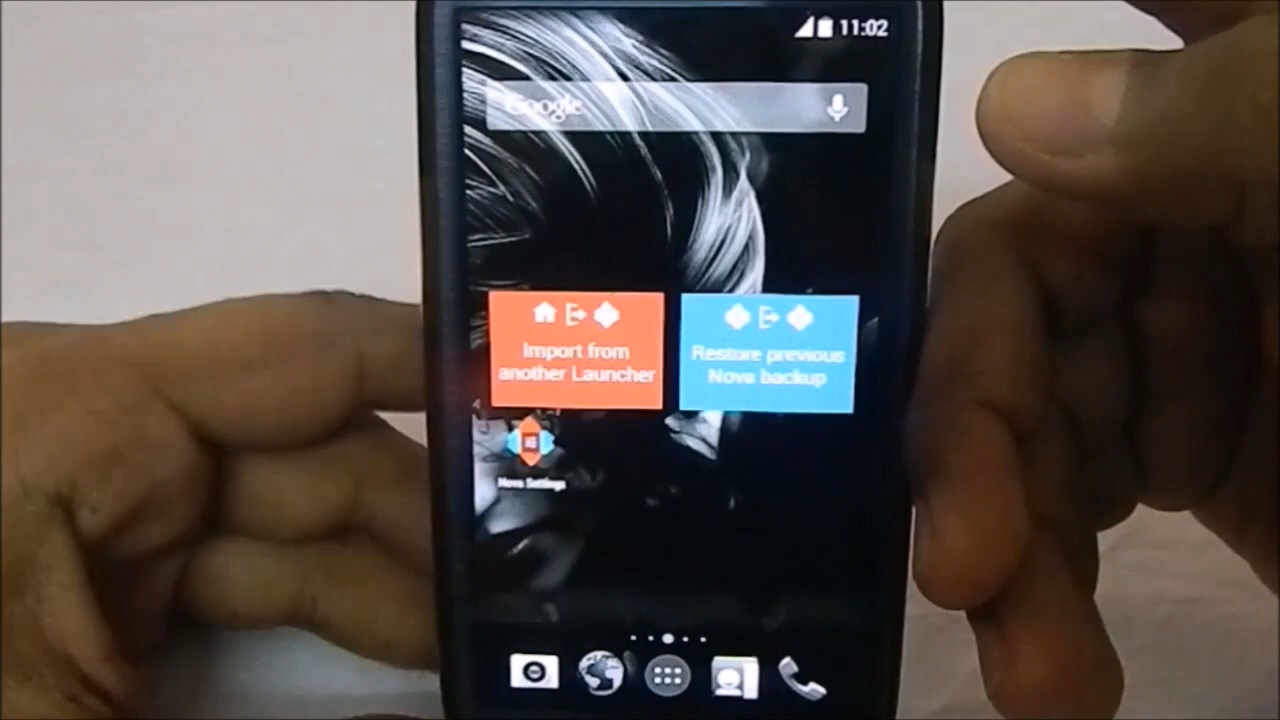 11:02
Google
Import from
another Launcher
Restore previous
Nova backup
Nova Settings